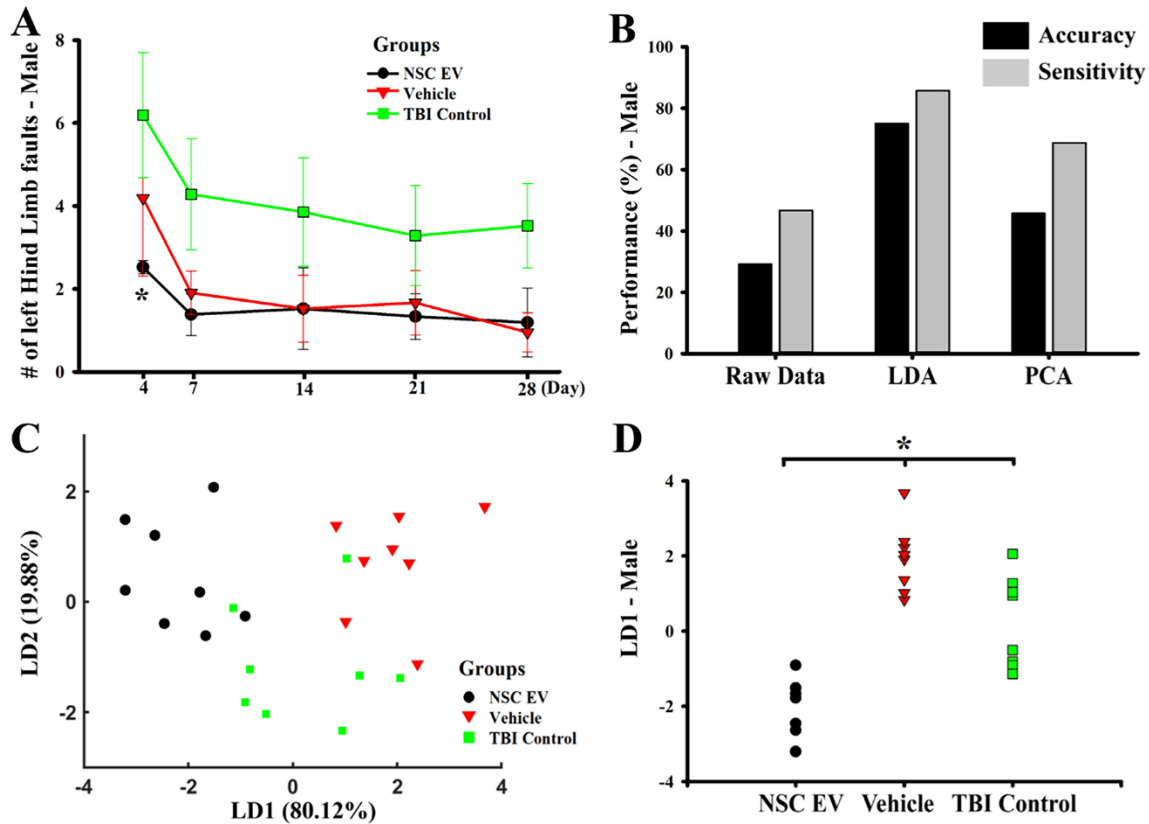 A
# of left Hind Limb faults - Male
8
6
4
2
0
4 7 14 21 28 (Day)
Groups
NSC EV
Vehicle
TBI Control
*
B
Performance (%) - Male
100
80
60
40
20
0
Raw Data LDA PCA
Accuracy
Sensitivity
C
LD2 (19.88%)
2
0
-2
-4 -2 0 2 4
LD1 (80.12%)
Groups
NSC EV
Vehicle
TBI Control
D
*
LD1 - Male
4
2
0
-2
-4
NSC EV Vehicle TBI Control